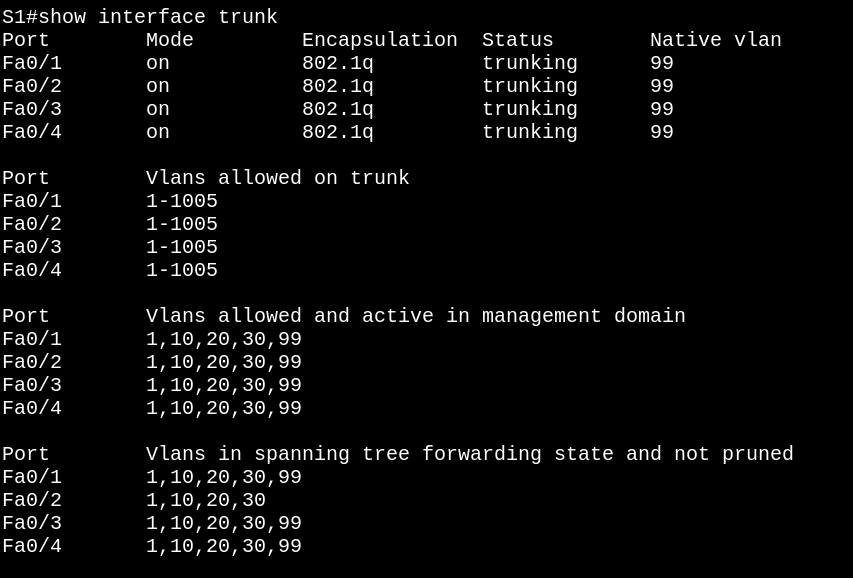 S1#show interface trunk
Port        Mode         Encapsulation  Status        Native vlan
Fa0/1       on           802.1q         trunking      99
Fa0/2       on           802.1q         trunking      99
Fa0/3       on           802.1q         trunking      99
Fa0/4       on           802.1q         trunking      99
Port        Vlans allowed on trunk
Fa0/1       1-1005
Fa0/2       1-1005
Fa0/3       1-1005
Fa0/4       1-1005
Port        Vlans allowed and active in management domain
Fa0/1       1,10,20,30,99
Fa0/2       1,10,20,30,99
Fa0/3       1,10,20,30,99
Fa0/4       1,10,20,30,99
Port        Vlans in spanning tree forwarding state and not pruned
Fa0/1       1,10,20,30,99
Fa0/2       1,10,20,30
Fa0/3       1,10,20,30,99
Fa0/4       1,10,20,30,99